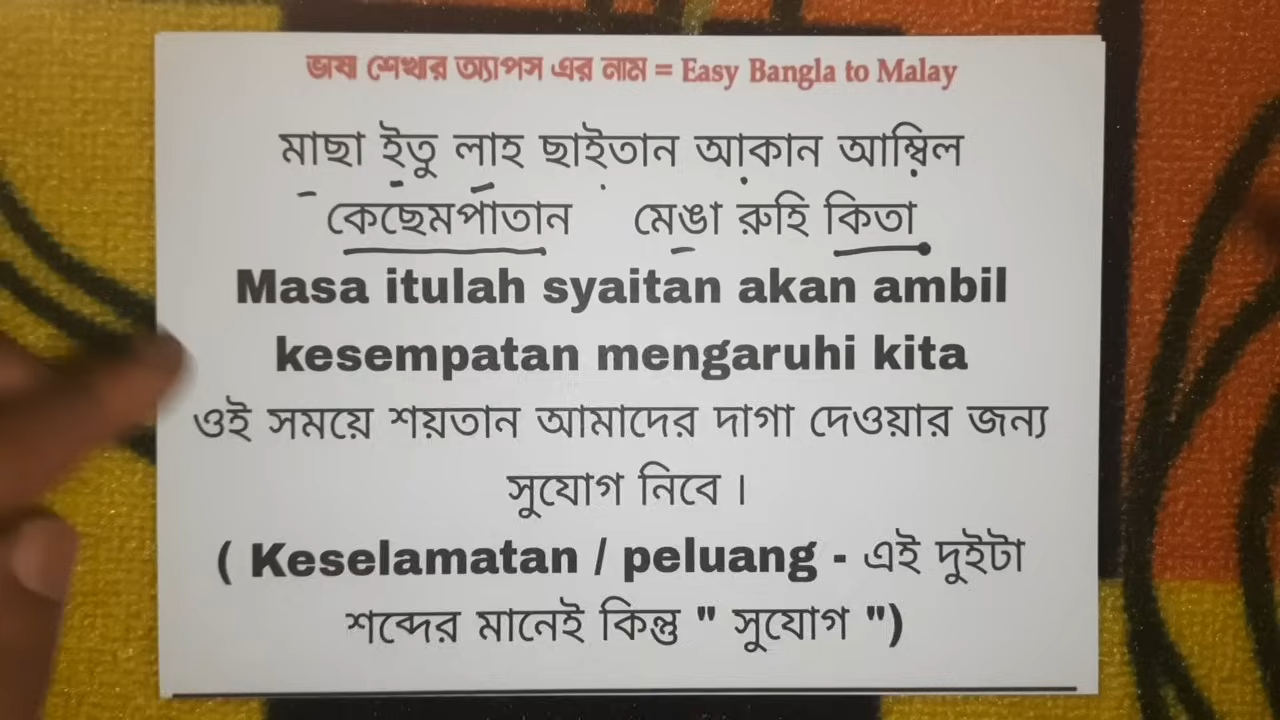 ভাষা শেখার অ্যাপস এর নাম = Easy Bangla to Malay
মাছা ইতু লাহ ছাইতান আকান আম্বিল
কেছেমপাতান মেঙা রুহি কিতা
Masa itulah syaitan akan ambil
kesempatan mengaruhi kita
ওই সময়ে শয়তান আমাদের দাগা দেওয়ার জন্য
সুযোগ নিবে ।
( Keselamatan / peluang - এই দুইটা
শব্দের মানেই কিন্তু " সুযোগ ")